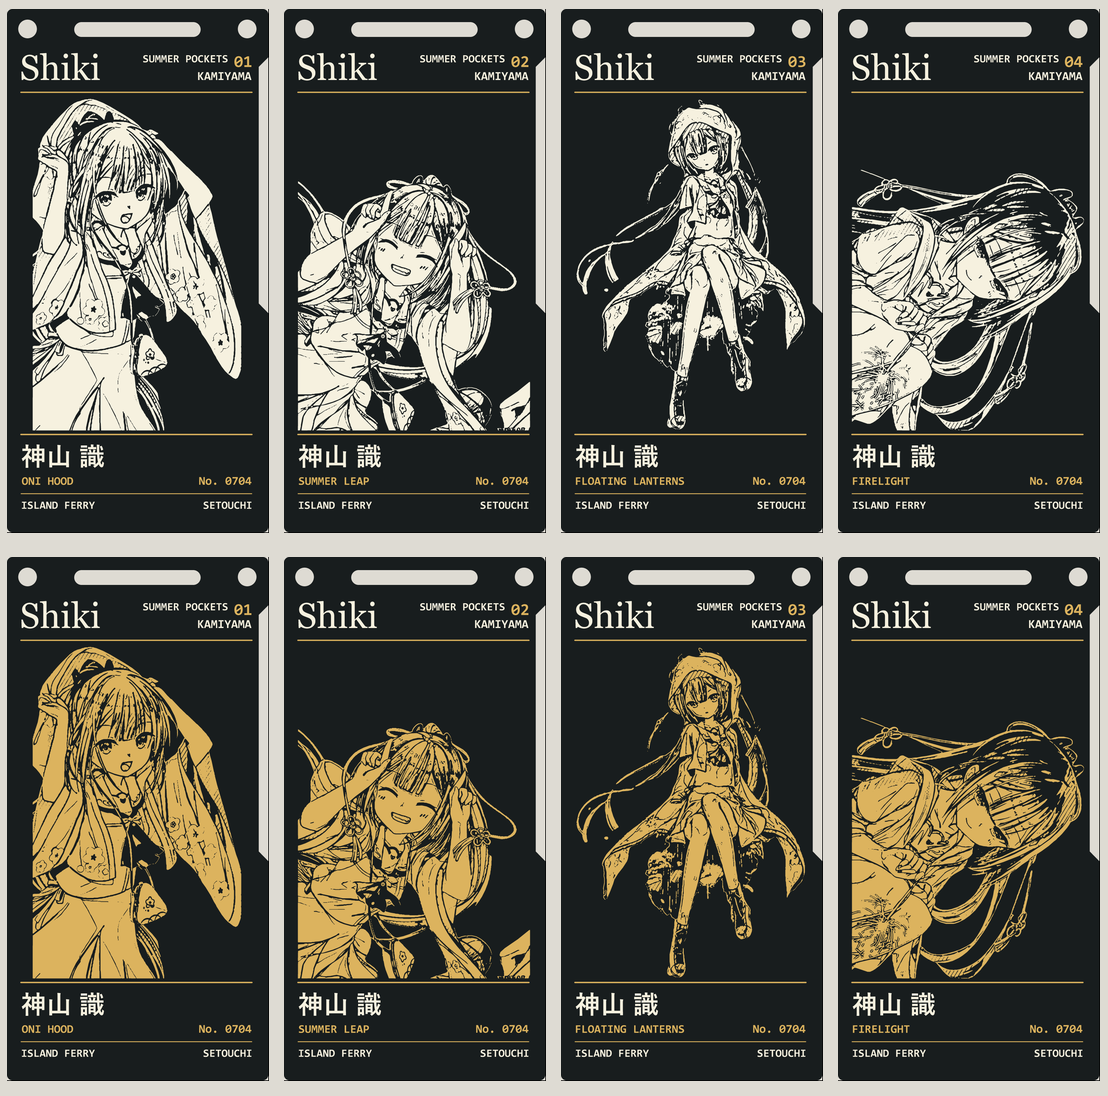 Shiki
SUMMER POCKETS 01
KAMIYAMA
神山 識
ONI HOOD No. 0704
ISLAND FERRY SETOUCHI
Shiki
SUMMER POCKETS 02
KAMIYAMA
神山 識
SUMMER LEAP No. 0704
ISLAND FERRY SETOUCHI
Shiki
SUMMER POCKETS 03
KAMIYAMA
神山 識
FLOATING LANTERNS No. 0704
ISLAND FERRY SETOUCHI
Shiki
SUMMER POCKETS 04
KAMIYAMA
神山 識
FIRELIGHT No. 0704
ISLAND FERRY SETOUCHI
Shiki
SUMMER POCKETS 01
KAMIYAMA
神山 識
ONI HOOD No. 0704
ISLAND FERRY SETOUCHI
Shiki
SUMMER POCKETS 02
KAMIYAMA
神山 識
SUMMER LEAP No. 0704
ISLAND FERRY SETOUCHI
Shiki
SUMMER POCKETS 03
KAMIYAMA
神山 識
FLOATING LANTERNS No. 0704
ISLAND FERRY SETOUCHI
Shiki
SUMMER POCKETS 04
KAMIYAMA
神山 識
FIRELIGHT No. 0704
ISLAND FERRY SETOUCHI